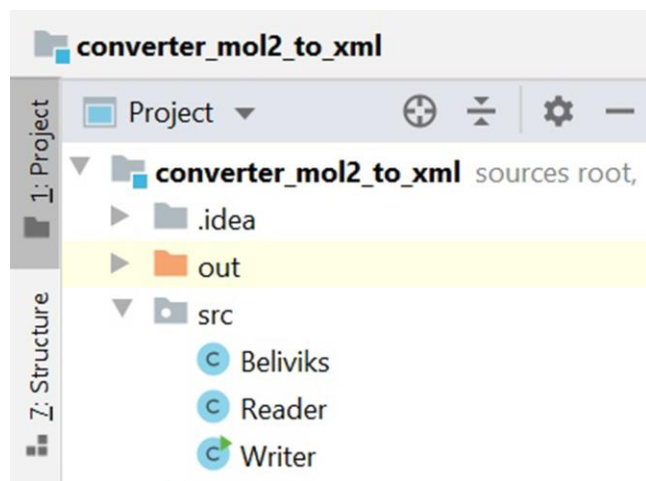 converter_mol2_to_xml
Project
converter_mol2_to_xml sources root,
.idea
out
src
Beliviks
Reader
Writer
1: Project
7: Structure